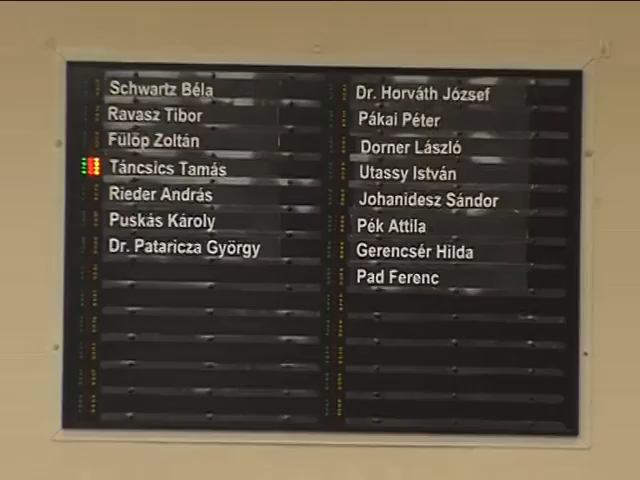 Schwartz Béla
Ravasz Tibor
Fülöp Zoltán
Táncsics Tamás
Rieder András
Puskás Károly
Dr. Pataricza György
Dr. Horváth József
Pákai Péter
Dorner László
Utassy István
Johanidesz Sándor
Pék Attila
Gerencsér Hilda
Pad Ferenc